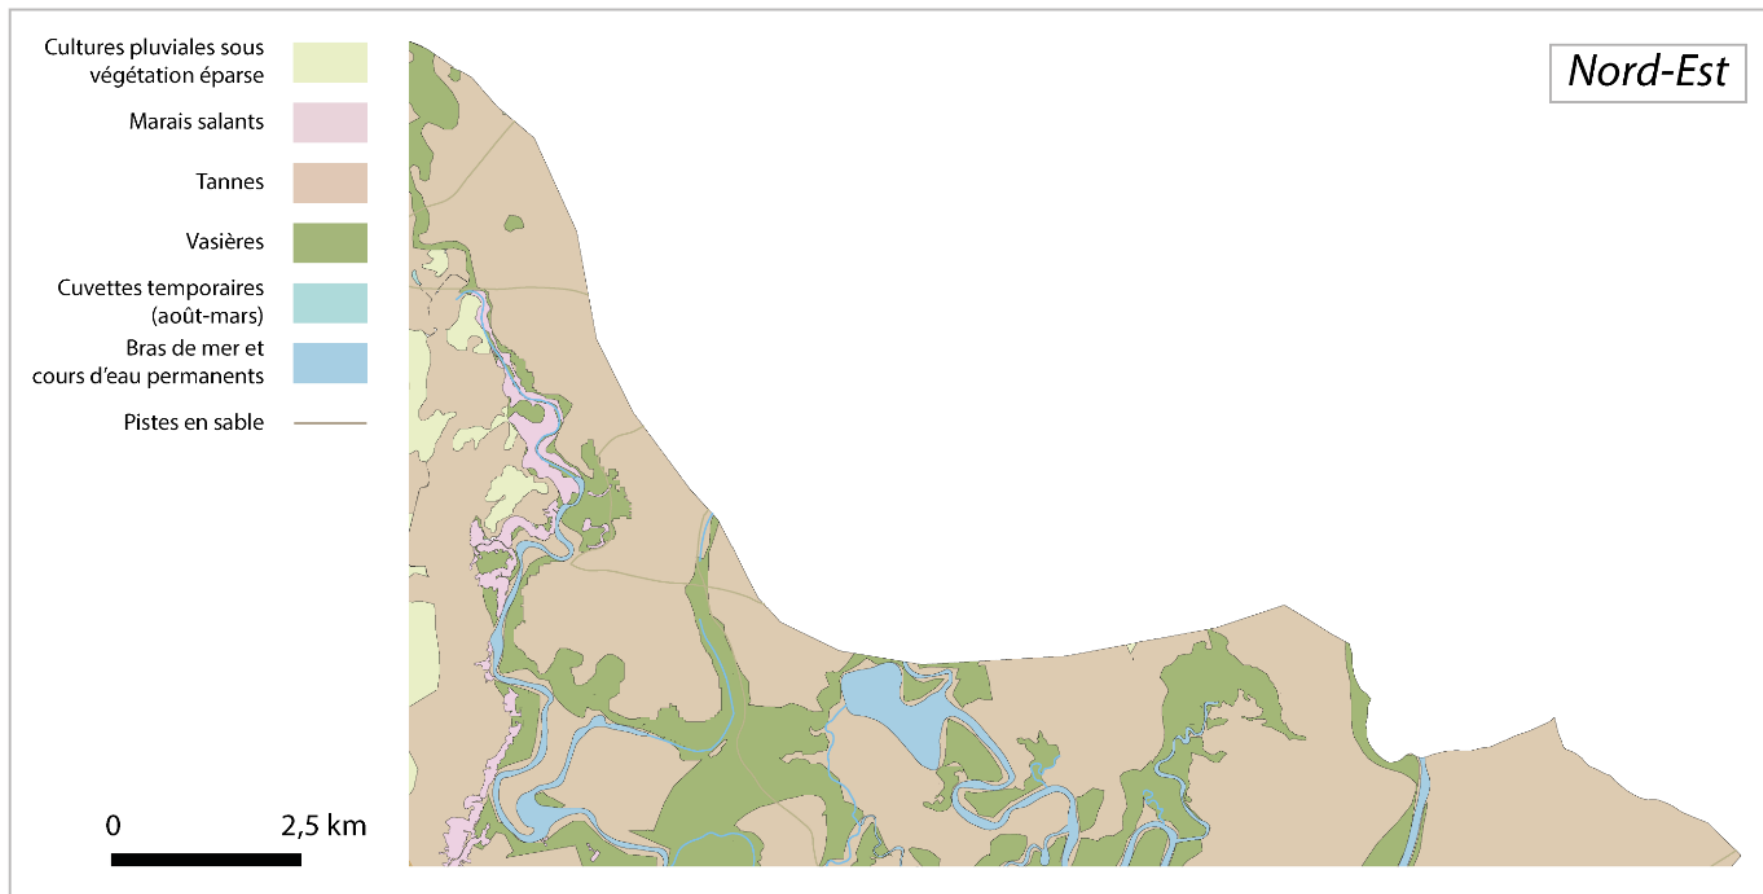 Cultures pluviales sous
végétation éparse
Marais salants
Tannes
Vasières
Cuvettes temporaires
(août-mars)
Bras de mer et
cours d'eau permanents
Pistes en sable
0 2,5 km
Nord-Est